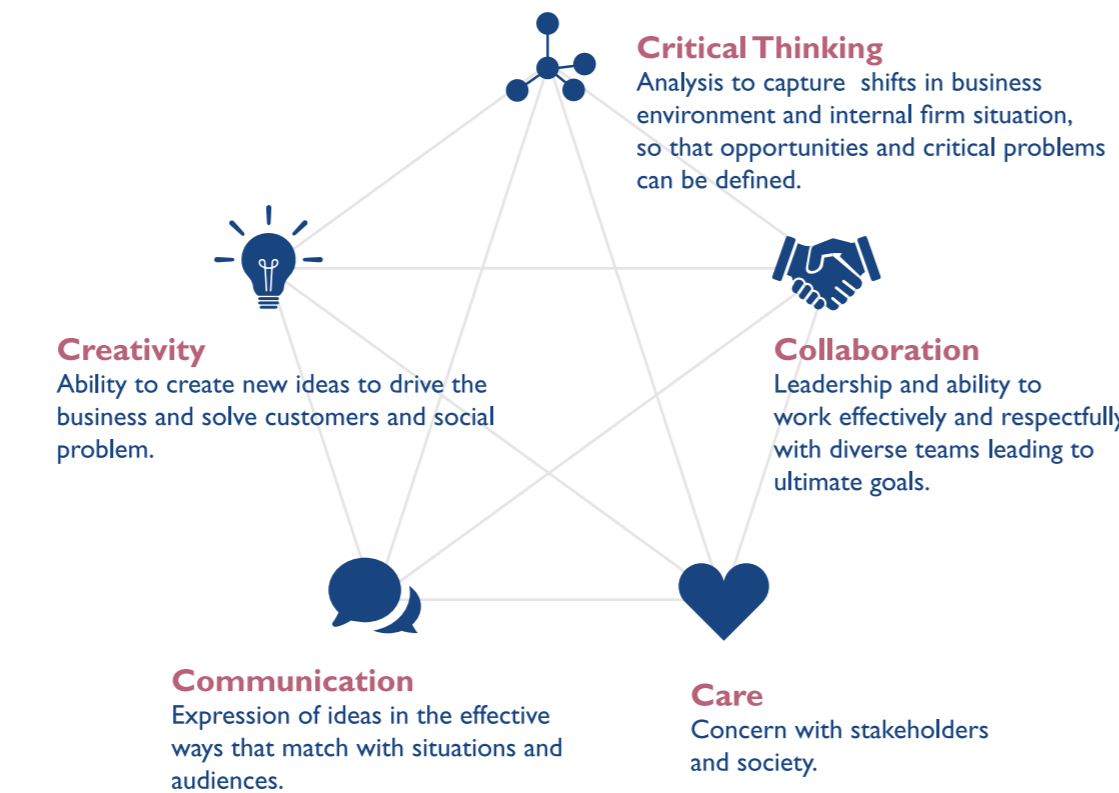 Critical Thinking
Analysis to capture shifts in business
environment and internal firm situation,
so that opportunities and critical problems
can be defined.
Creativity
Ability to create new ideas to drive the
business and solve customers and social
problem.
Collaboration
Leadership and ability to
work effectively and respectfully
with diverse teams leading to
ultimate goals.
Communication
Expression of ideas in the effective
ways that match with situations and
audiences.
Care
Concern with stakeholders
and society.